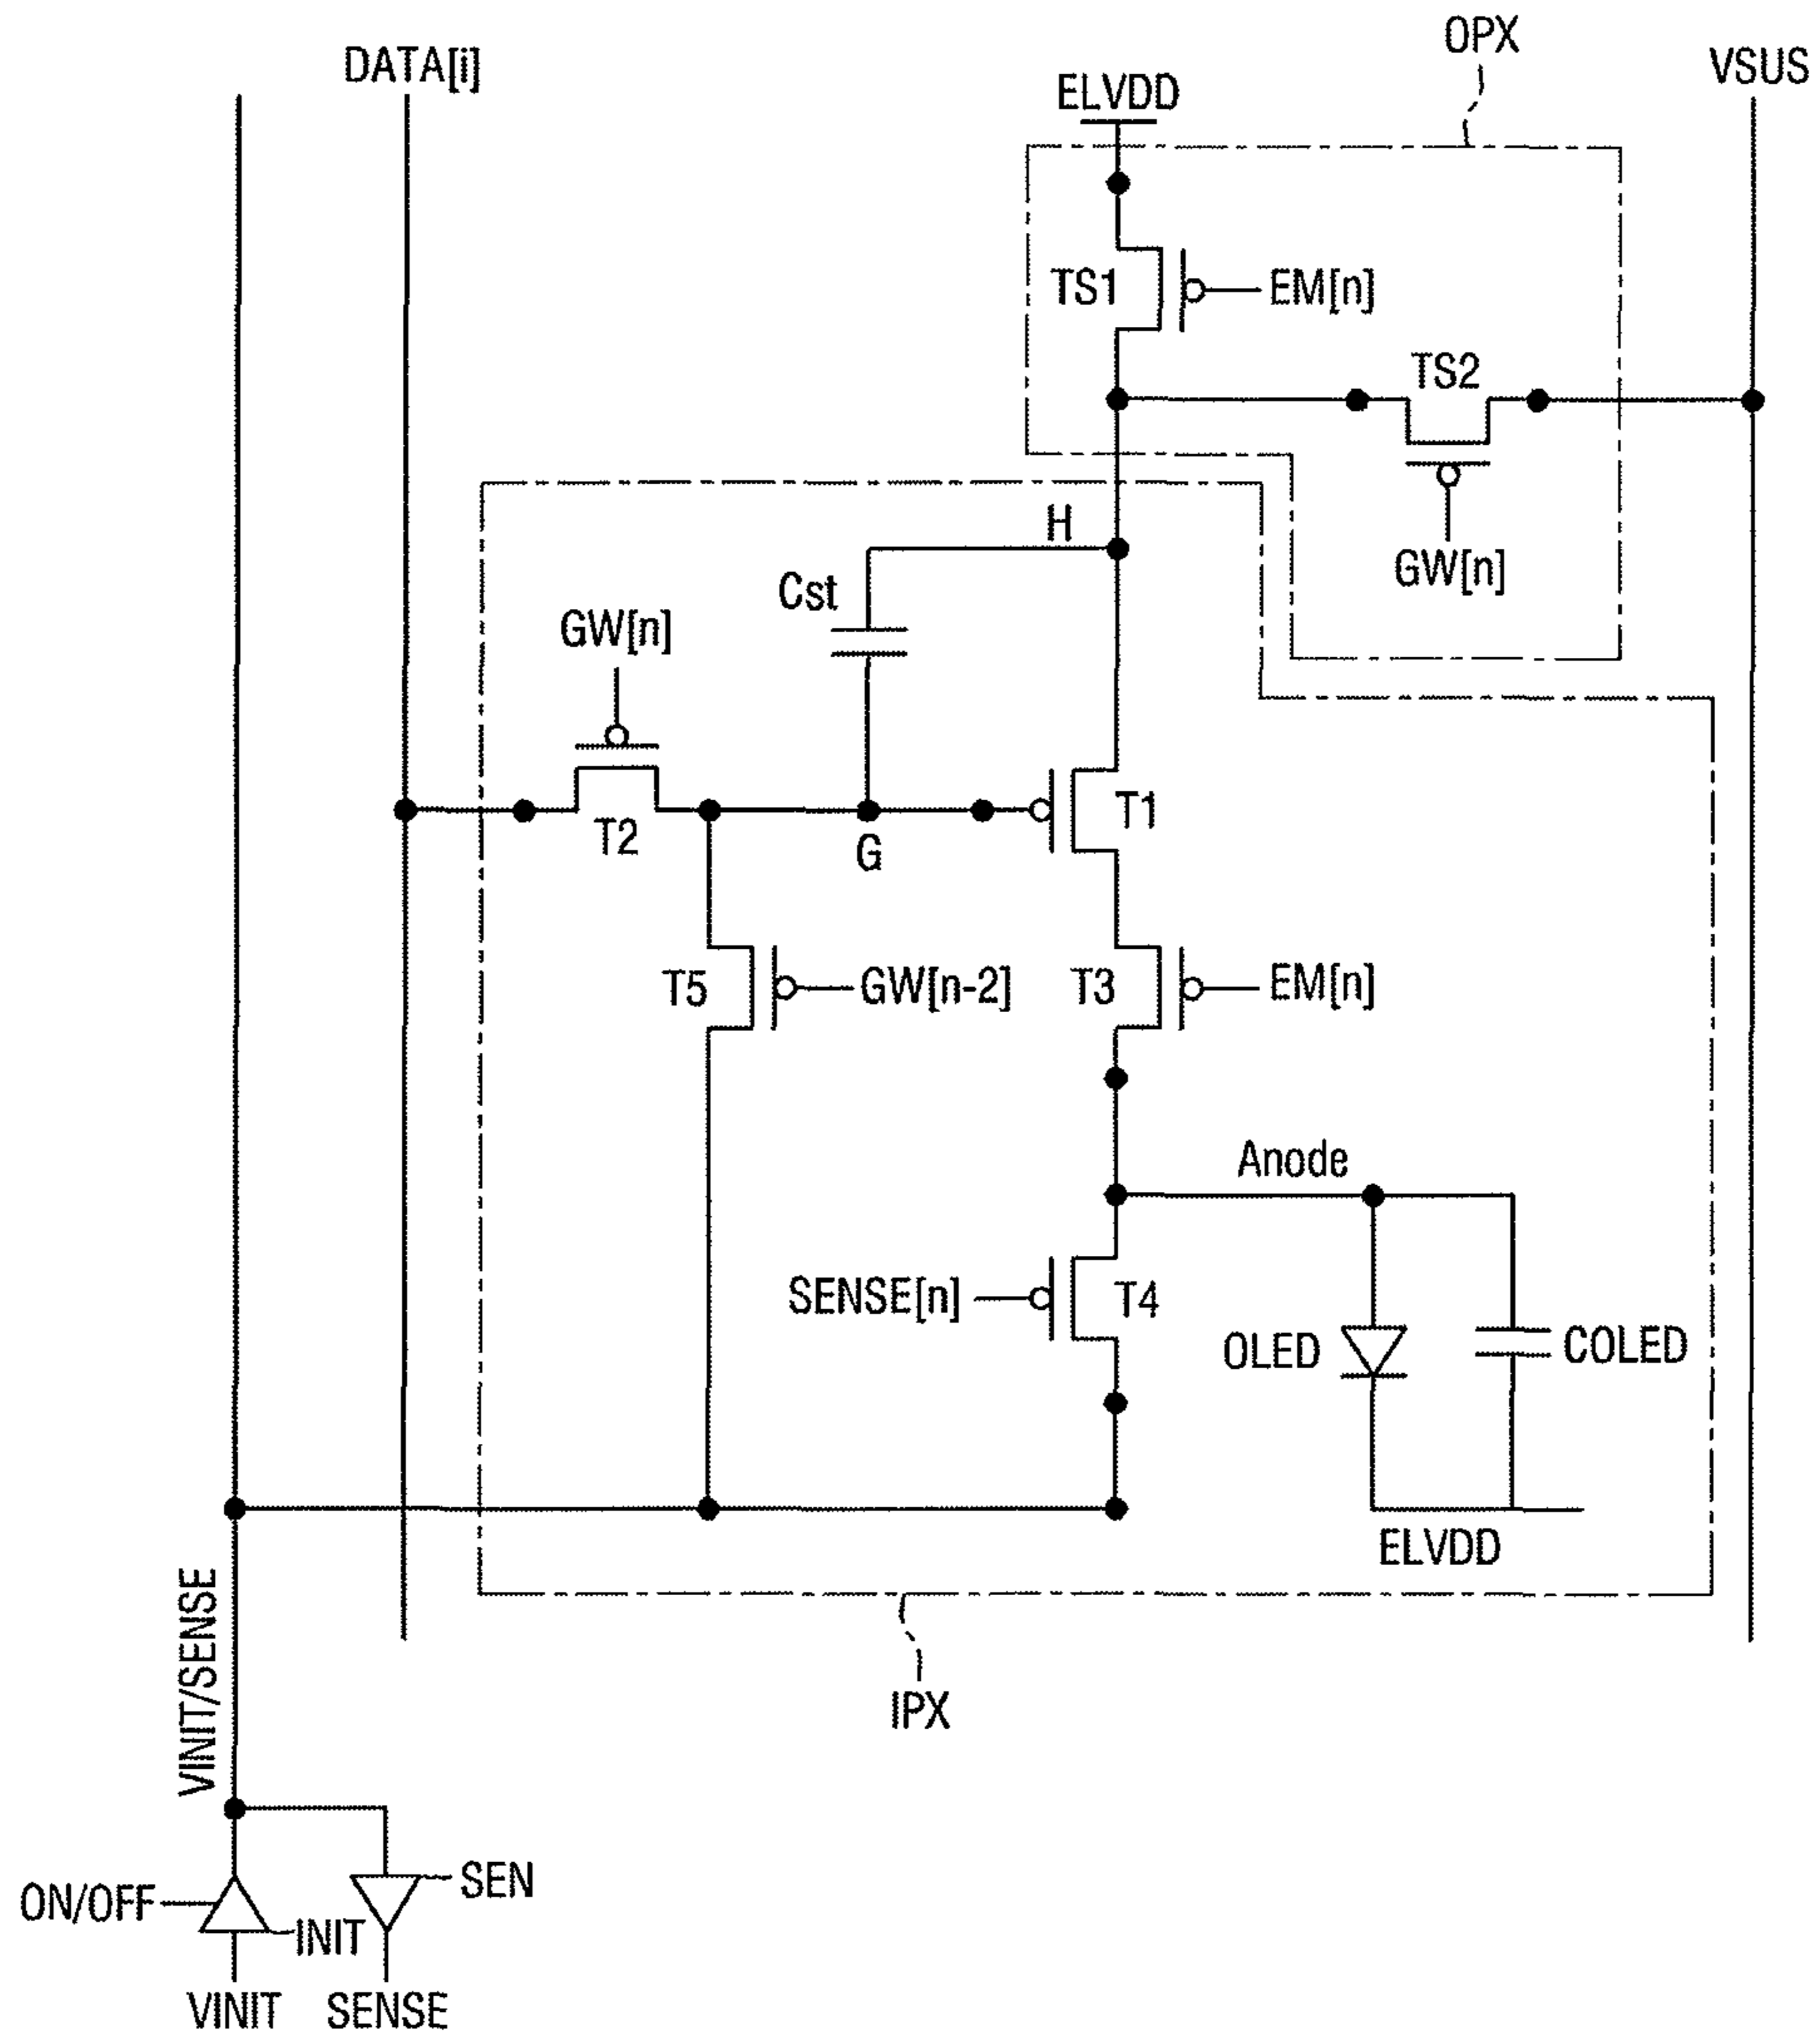 OPX
DATA[i]
ELVDD
VSUS
TS1
EM[n]
TS2
H
GW[n]
Cst
GW[n]
T1
T2
G
T5
GW[n-2]
T3
EM[n]
Anode
SENSE[n]
T4
OLED
COLED
ELVDD
VINIT/SENSE
IPX
SEN
ON/OFF
INIT
VINIT
SENSE